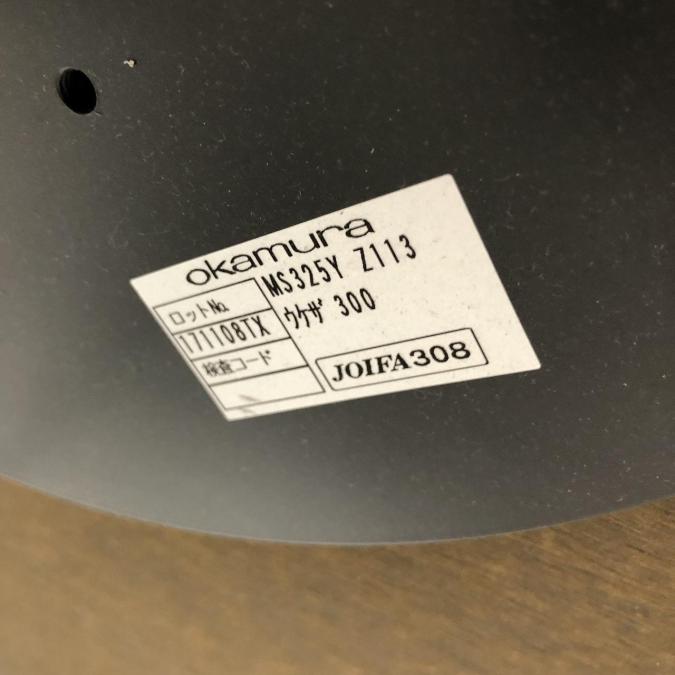 okamura
MS325Y Z113
ウケザ 300
ロットNo.
171108TX
検査コード
JOIFA308